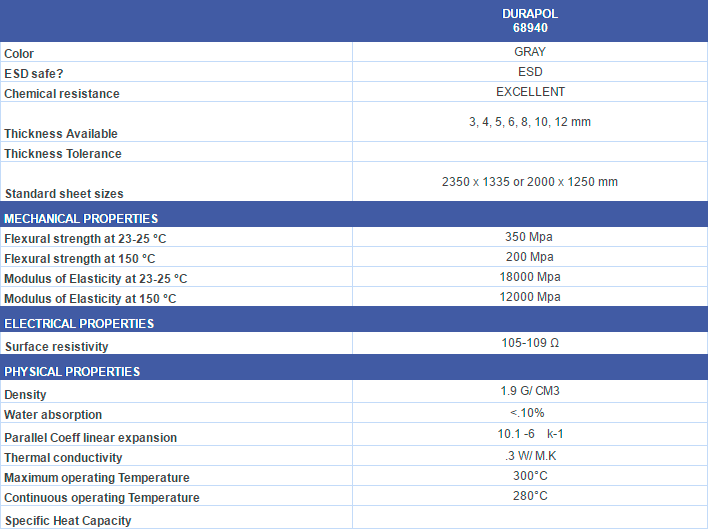 DURAPOL
68940
Color GRAY
ESD safe? ESD
Chemical resistance EXCELLENT
Thickness Available 3, 4, 5, 6, 8, 10, 12 mm
Thickness Tolerance
Standard sheet sizes 2350 x 1335 or 2000 x 1250 mm
MECHANICAL PROPERTIES
Flexural strength at 23-25 °C 350 Mpa
Flexural strength at 150 °C 200 Mpa
Modulus of Elasticity at 23-25 °C 18000 Mpa
Modulus of Elasticity at 150 °C 12000 Mpa
ELECTRICAL PROPERTIES
Surface resistivity 105-109 Ω
PHYSICAL PROPERTIES
Density 1.9 G/ CM3
Water absorption <.10%
Parallel Coeff linear expansion 10.1 -6 k-1
Thermal conductivity .3 W/ M.K
Maximum operating Temperature 300°C
Continuous operating Temperature 280°C
Specific Heat Capacity